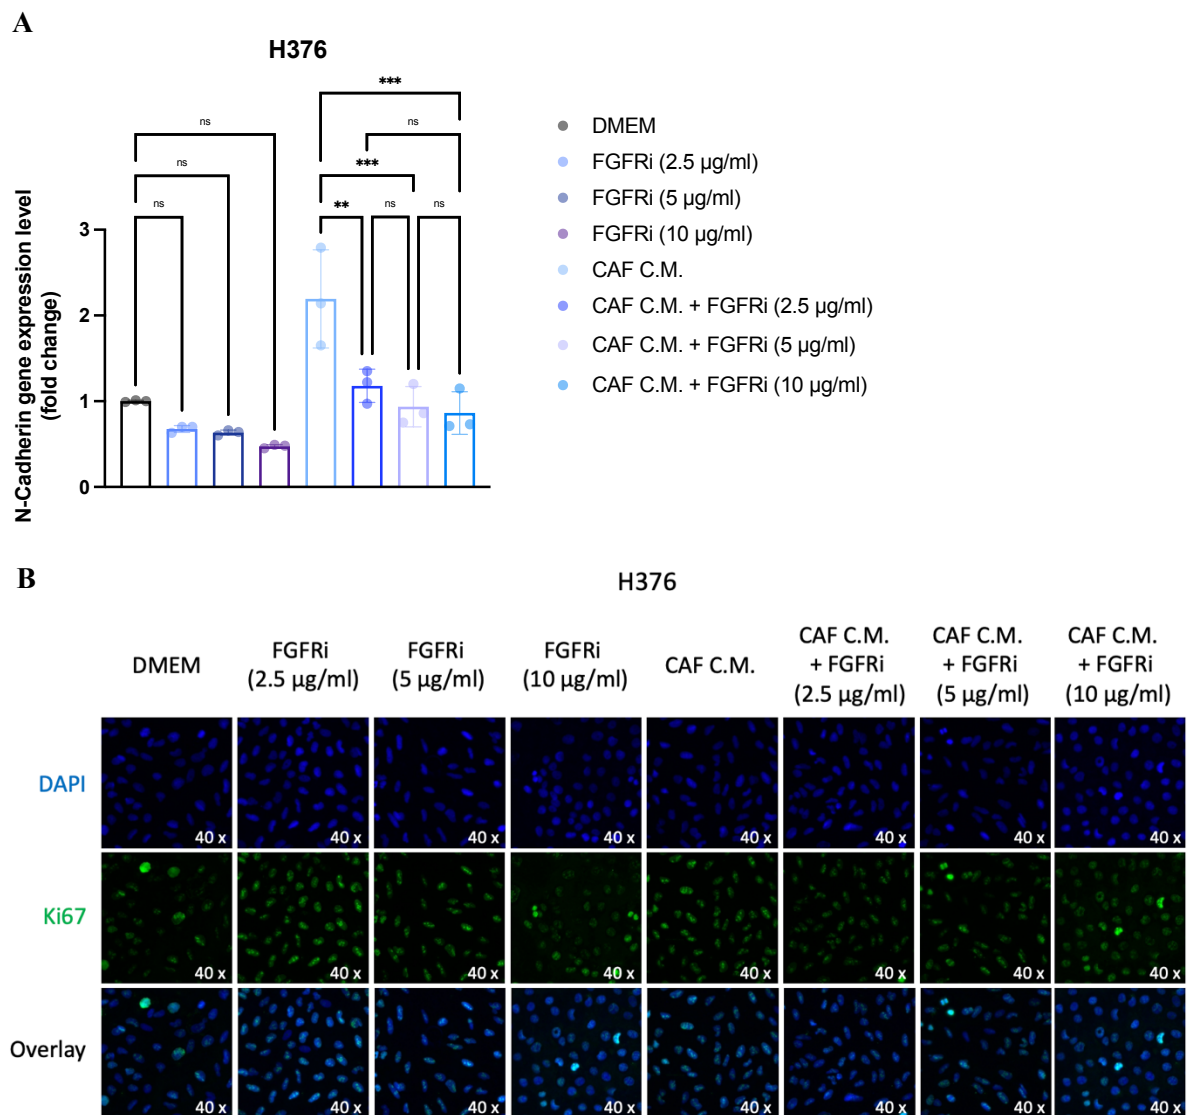 A
H376
***
ns
ns
***
ns
**
ns
ns
ns
N-Cadherin gene expression level
(fold change)
3
2
1
0
DMEM
FGFRi (2.5 µg/ml)
FGFRi (5 µg/ml)
FGFRi (10 µg/ml)
CAF C.M.
CAF C.M. + FGFRi (2.5 µg/ml)
CAF C.M. + FGFRi (5 µg/ml)
CAF C.M. + FGFRi (10 µg/ml)
B
H376
DMEM
FGFRi
(2.5 µg/ml)
FGFRi
(5 µg/ml)
FGFRi
(10 µg/ml)
CAF C.M.
CAF C.M.
+ FGFRi
(2.5 µg/ml)
CAF C.M.
+ FGFRi
(5 µg/ml)
CAF C.M.
+ FGFRi
(10 µg/ml)
DAPI
40 x
40 x
40 x
40 x
40 x
40 x
40 x
40 x
Ki67
40 x
40 x
40 x
40 x
40 x
40 x
40 x
40 x
Overlay
40 x
40 x
40 x
40 x
40 x
40 x
40 x
40 x